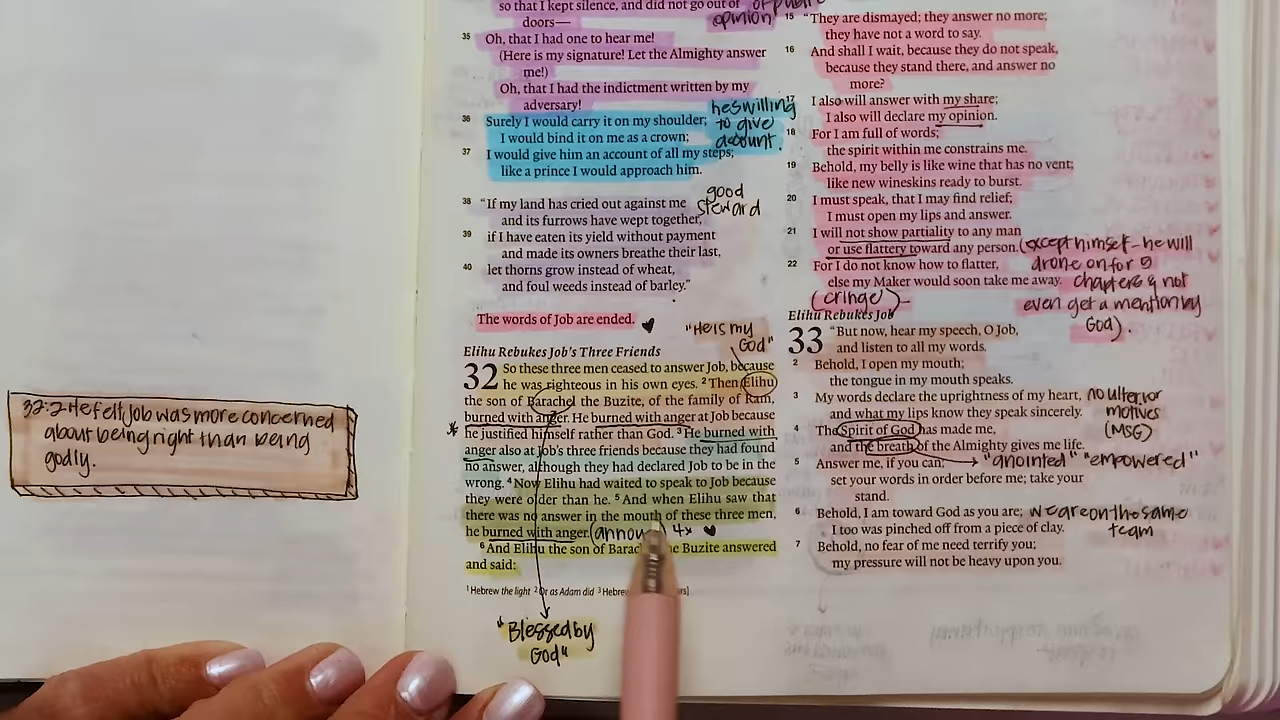 so that I kept silence, and did not go out of
doors—
of public
opinion
35 Oh, that I had one to hear me!
(Here is my signature! Let the Almighty answer
me!)
Oh, that I had the indictment written by my
adversary!
36 Surely I would carry it on my shoulder;
I would bind it on me as a crown;
37 I would give him an account of all my steps;
like a prince I would approach him.
he's willing
to give
account.
38 "If my land has cried out against me
and its furrows have wept together,
39 if I have eaten its yield without payment
and made its owners breathe their last,
40 let thorns grow instead of wheat,
and foul weeds instead of barley."
good
steward
The words of Job are ended.
Elihu Rebukes Job's Three Friends
"He is my
God"
32 So these three men ceased to answer Job, because
he was righteous in his own eyes. 2 Then Elihu
the son of Barachel the Buzite, of the family of Ram,
burned with anger. He burned with anger at Job because
he justified himself rather than God. 3 He burned with
anger also at Job's three friends because they had found
no answer, although they had declared Job to be in the
wrong. 4 Now Elihu had waited to speak to Job because
they were older than he. 5 And when Elihu saw that
there was no answer in the mouth of these three men,
he burned with anger.
4x
6 And Elihu the son of Barachel the Buzite answered
and said:
1 Hebrew the light 2 Or as Adam did 3 Hebrew
"Blessed by
God"
32:2- He felt Job was more concerned
about being right than being
godly.
15 "They are dismayed; they answer no more;
they have not a word to say.
16 And shall I wait, because they do not speak,
because they stand there, and answer no
more?
17 I also will answer with my share;
I also will declare my opinion.
18 For I am full of words;
the spirit within me constrains me.
19 Behold, my belly is like wine that has no vent;
like new wineskins ready to burst.
20 I must speak, that I may find relief;
I must open my lips and answer.
21 I will not show partiality to any man
or use flattery toward any person.
22 For I do not know how to flatter,
else my Maker would soon take me away.
(except himself - he will
drone on for 5
chapters & not
even get a mention by
God).
(cringe)
Elihu Rebukes Job
33 "But now, hear my speech, O Job,
and listen to all my words.
2 Behold, I open my mouth;
the tongue in my mouth speaks.
3 My words declare the uprightness of my heart,
and what my lips know they speak sincerely.
no ulterior
motives
(MSG)
4 The Spirit of God has made me,
and the breath of the Almighty gives me life.
"anointed" "empowered"
5 Answer me, if you can;
set your words in order before me; take your
stand.
6 Behold, I am toward God as you are;
I too was pinched off from a piece of clay.
we are on the same
team
7 Behold, no fear of me need terrify you;
my pressure will not be heavy upon you.